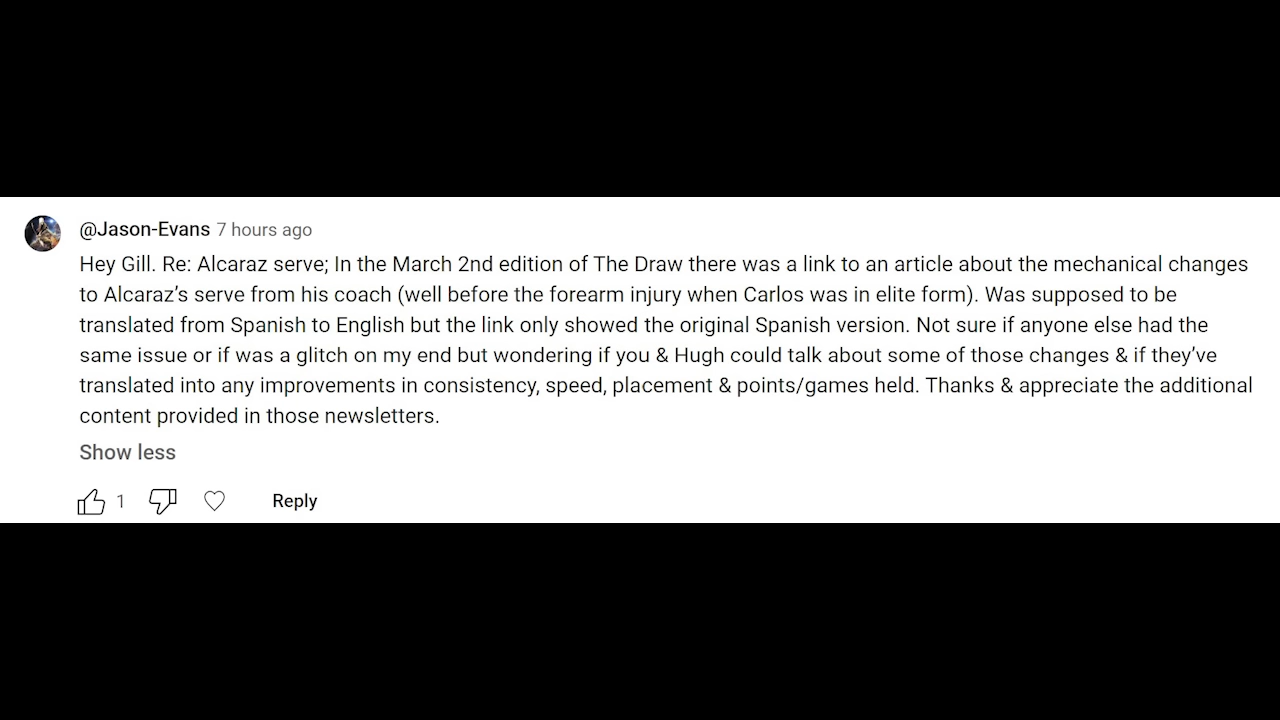 @Jason-Evans 7 hours ago
Hey Gill. Re: Alcaraz serve; In the March 2nd edition of The Draw there was a link to an article about the mechanical changes
to Alcaraz’s serve from his coach (well before the forearm injury when Carlos was in elite form). Was supposed to be
translated from Spanish to English but the link only showed the original Spanish version. Not sure if anyone else had the
same issue or if was a glitch on my end but wondering if you & Hugh could talk about some of those changes & if they’ve
translated into any improvements in consistency, speed, placement & points/games held. Thanks & appreciate the additional
content provided in those newsletters.
Show less
1 Reply